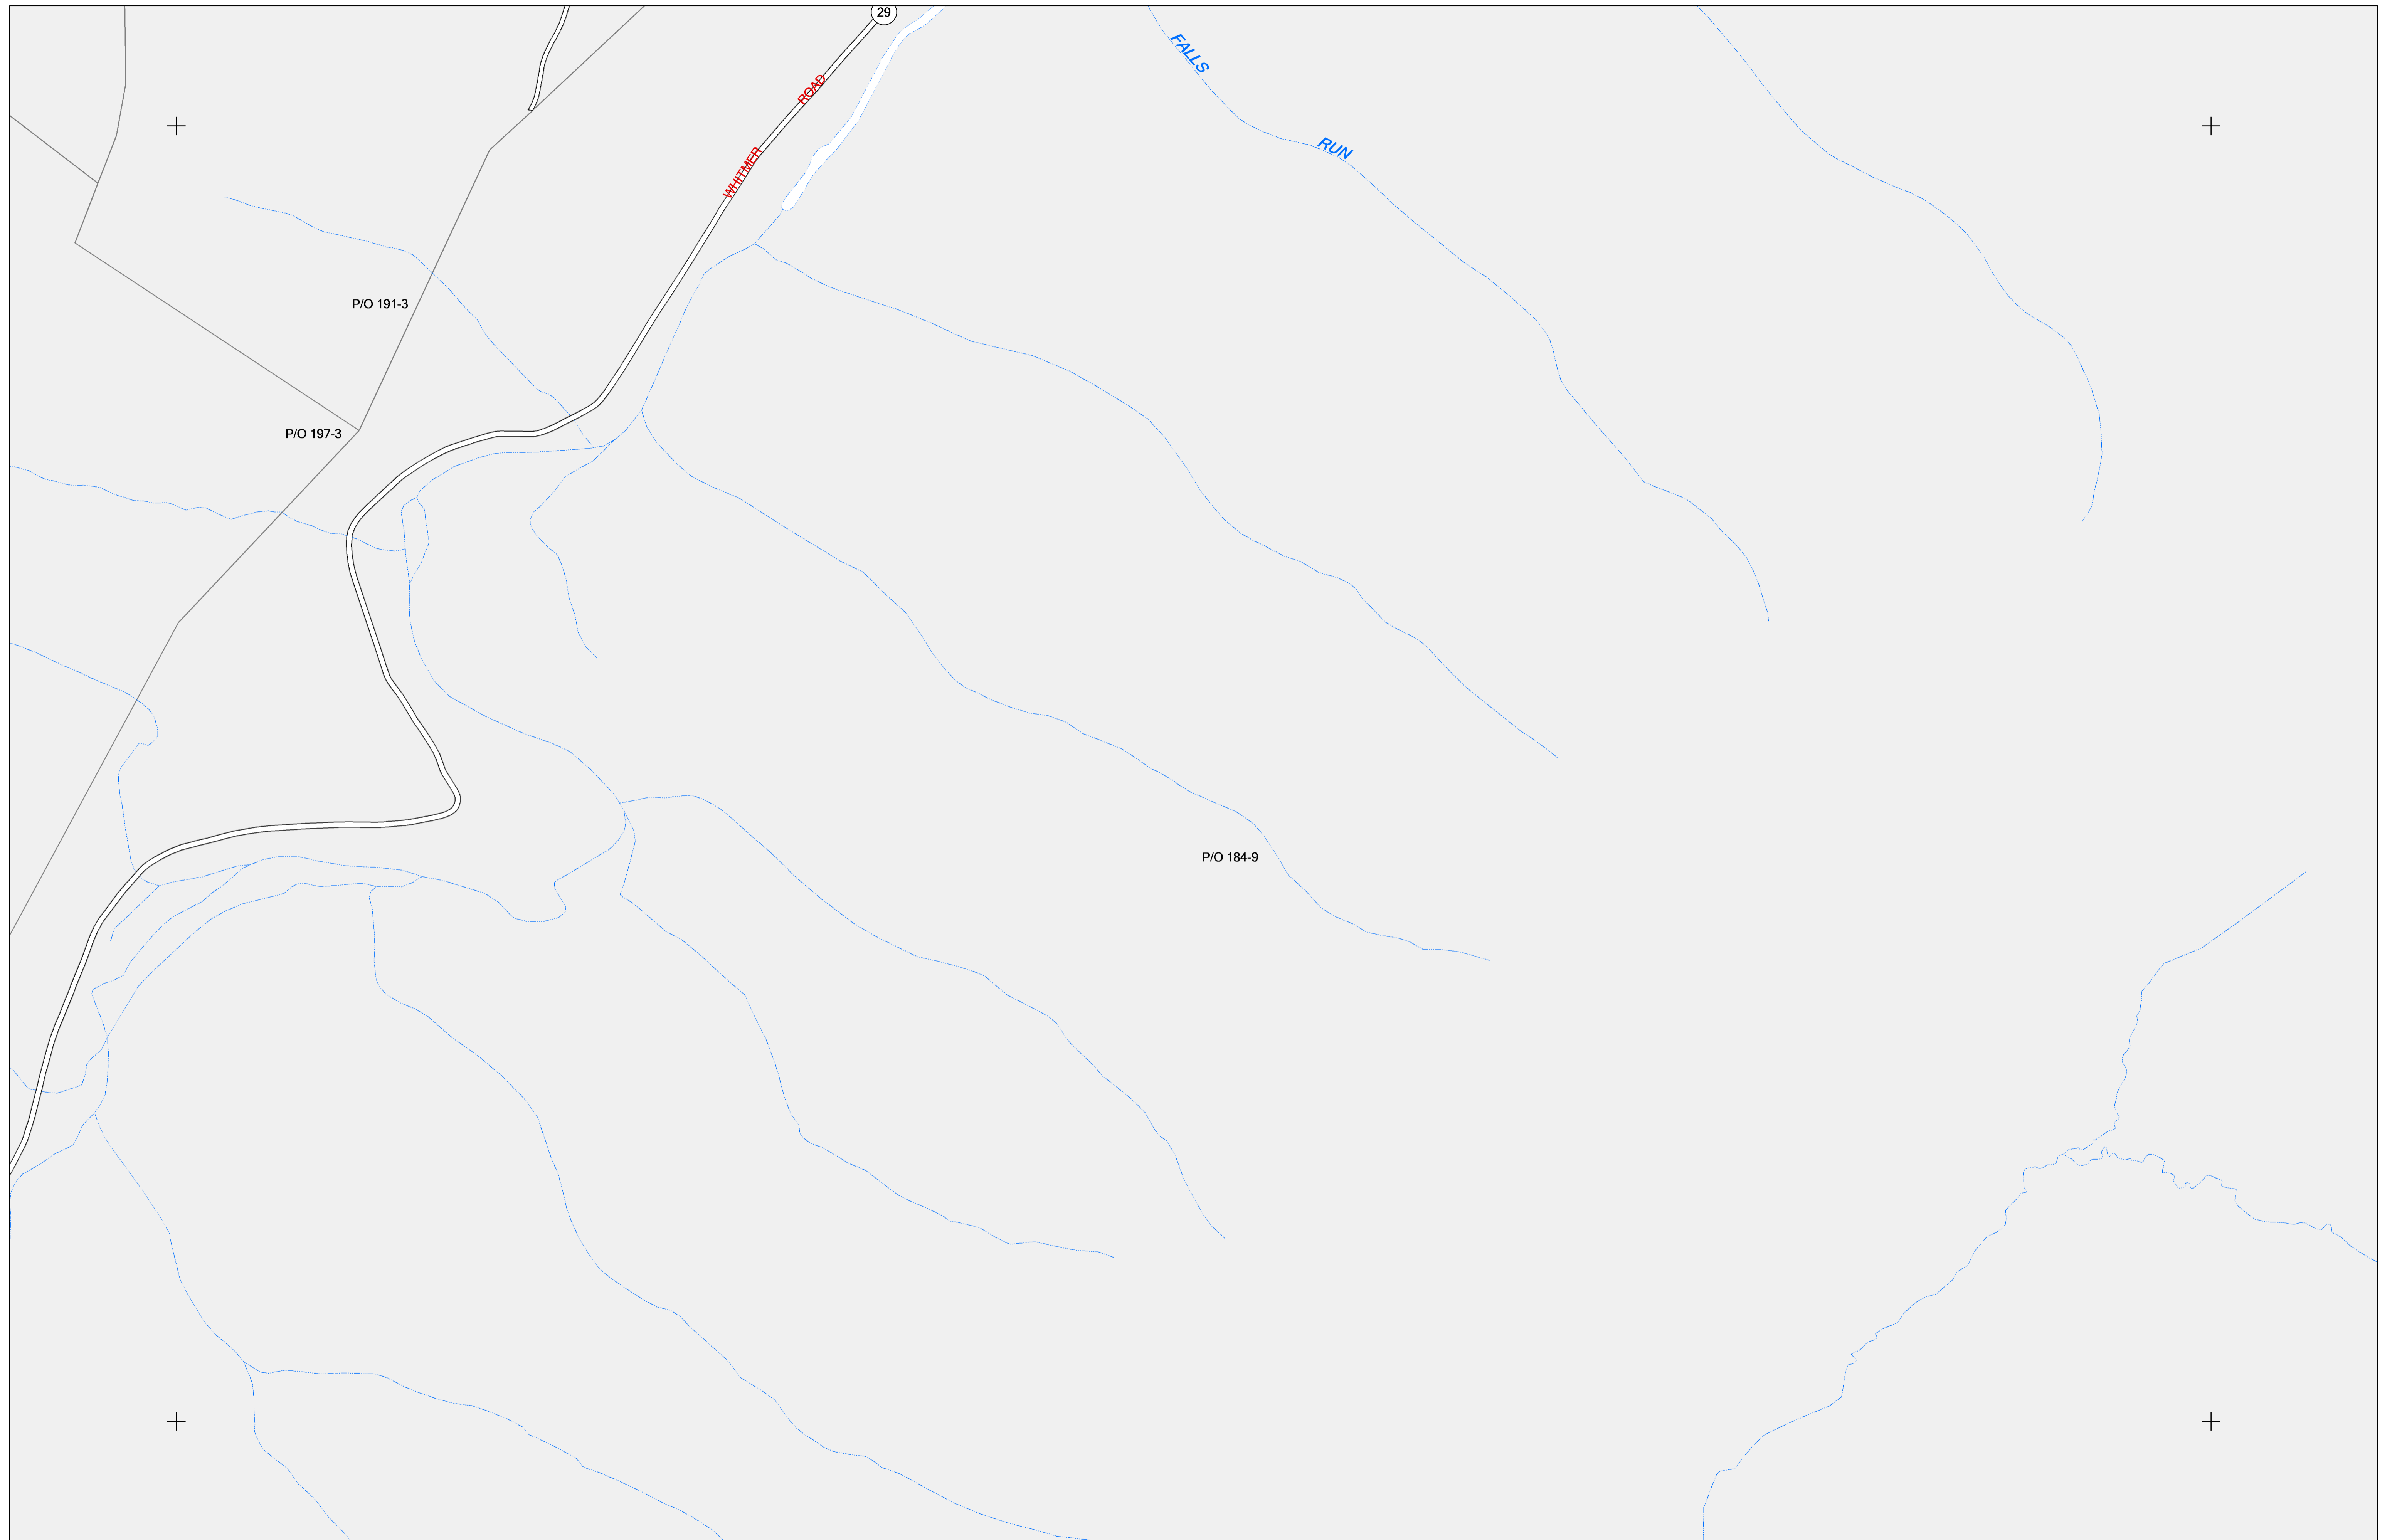 29
FALLS
RUN
WHITMER ROAD
P/O 191-3
P/O 197-3
P/O 184-9